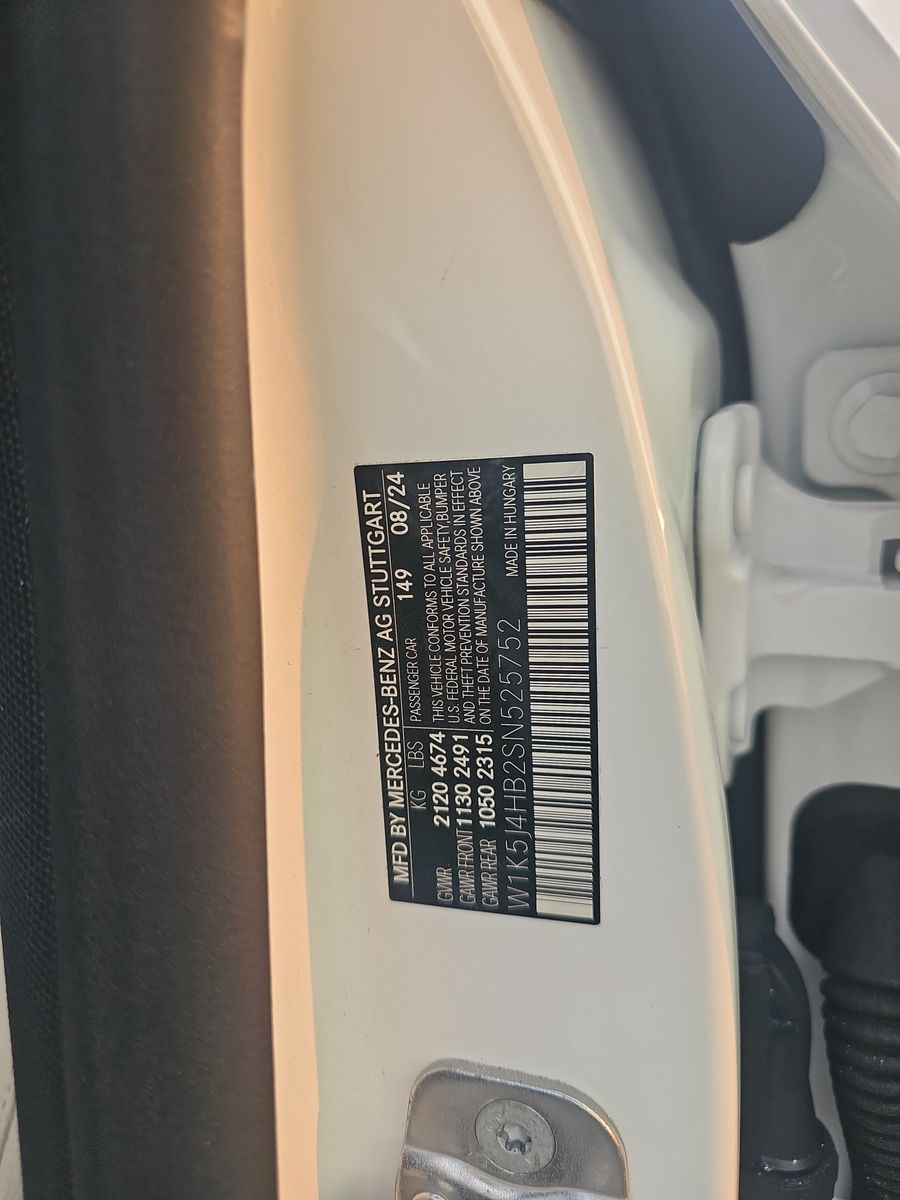 MFD BY MERCEDES-BENZ AG STUTTGART
KG LBS PASSENGER CAR 149 08/24
GVWR 2120 4674 THIS VEHICLE CONFORMS TO ALL APPLICABLE
GAWR FRONT 1130 2491 U.S. FEDERAL MOTOR VEHICLE SAFETY,BUMPER
GAWR REAR 1050 2315 AND THEFT PREVENTION STANDARDS IN EFFECT
ON THE DATE OF MANUFACTURE SHOWN ABOVE
W1K5J4HB2SN525752 MADE IN HUNGARY